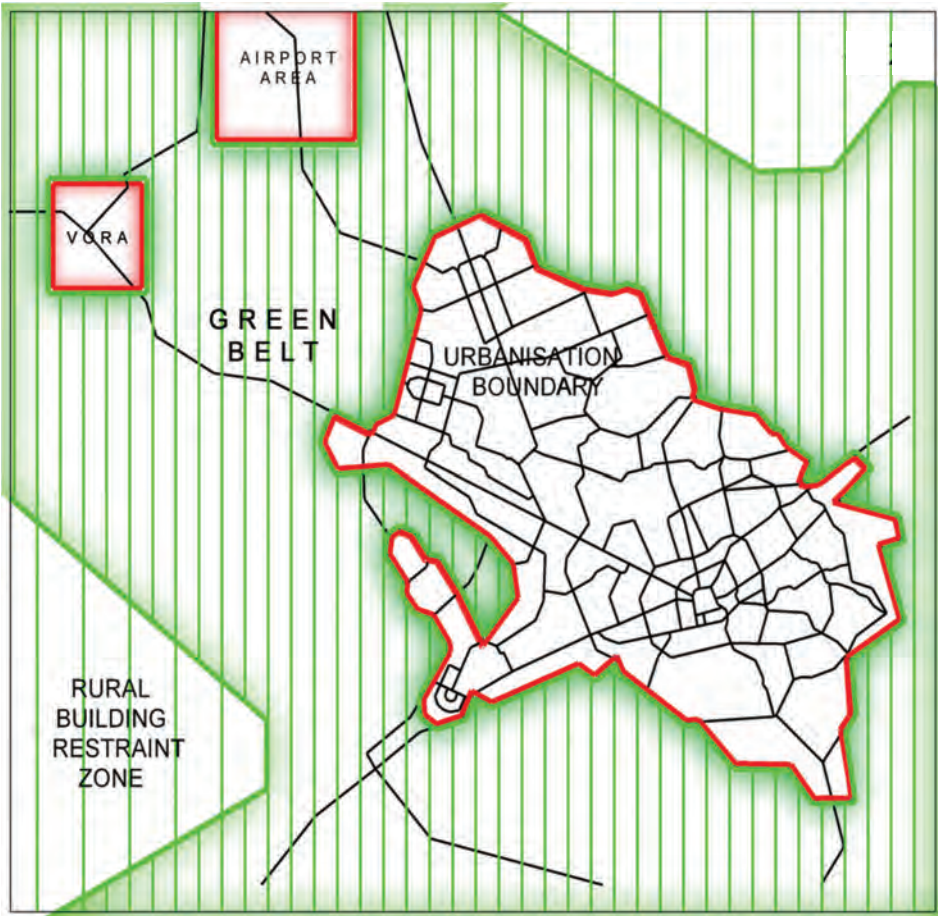 AIRPORT
AREA
VORA
GREEN
BELT
URBANISATION
BOUNDARY
RURAL
BUILDING
RESTRAINT
ZONE